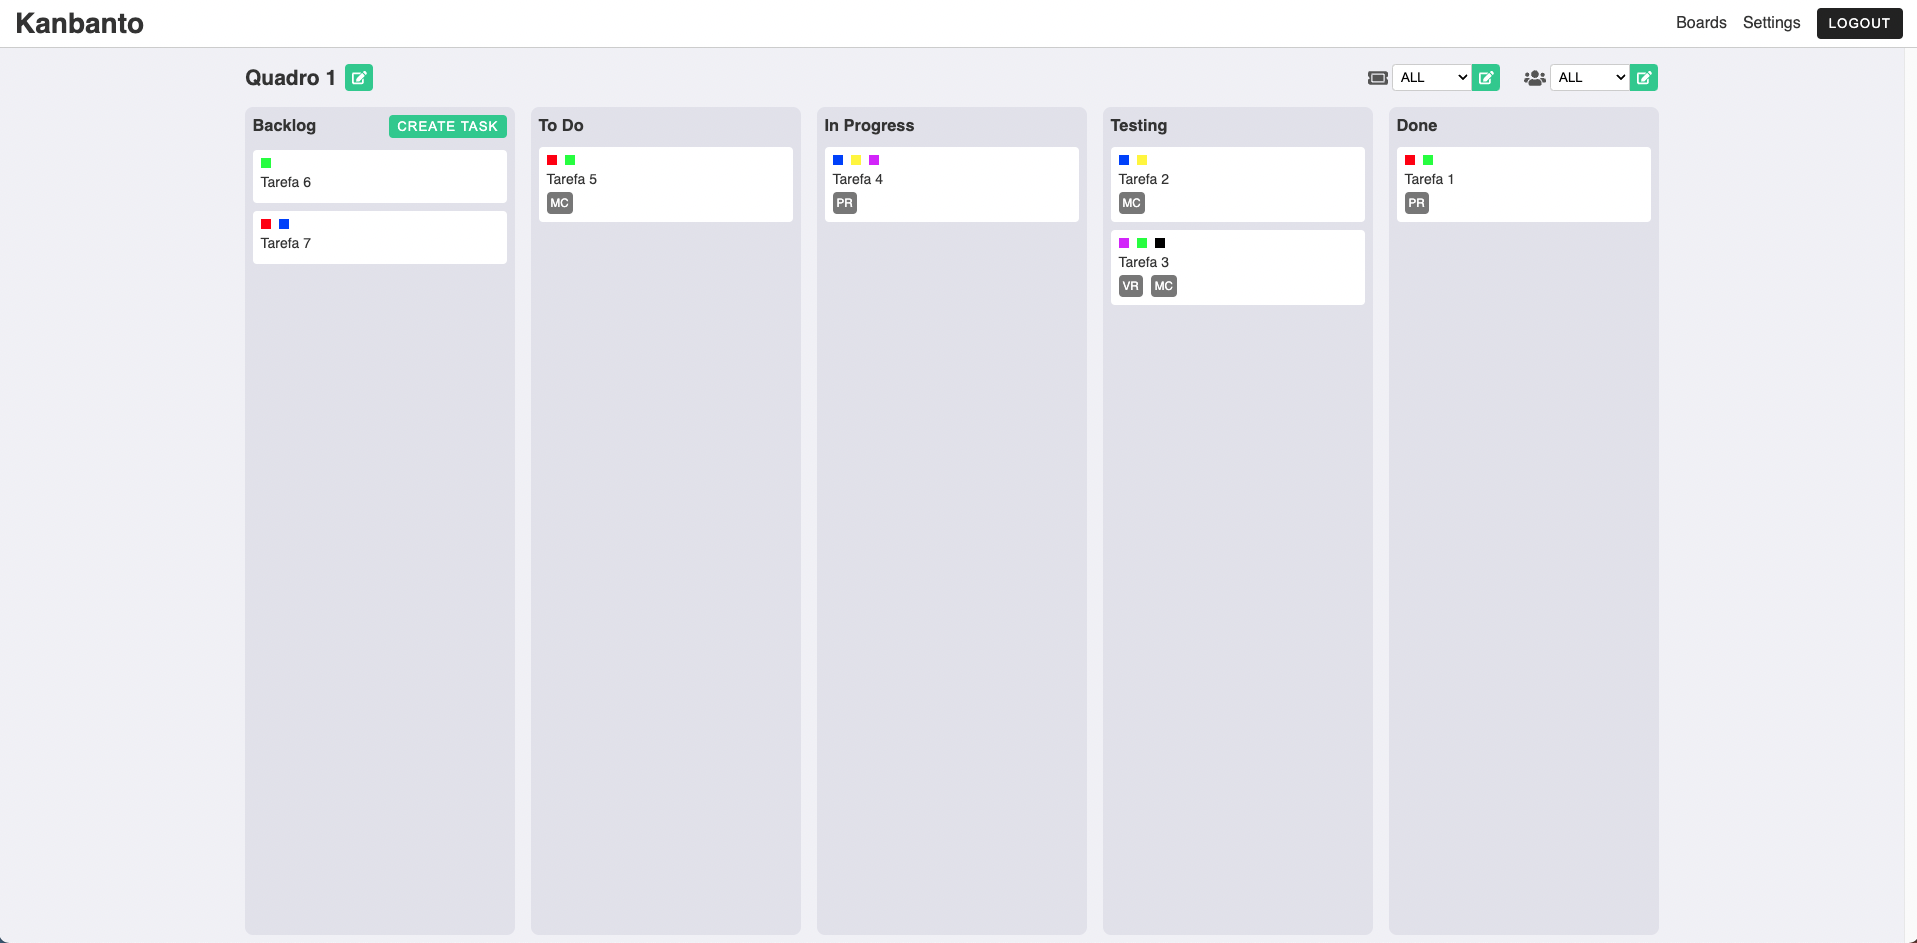 Kanbanto
Boards Settings LOGOUT
Quadro 1
ALL ALL
Backlog CREATE TASK
Tarefa 6
Tarefa 7
To Do
Tarefa 5
MC
In Progress
Tarefa 4
PR
Testing
Tarefa 2
MC
Tarefa 3
VR MC
Done
Tarefa 1
PR